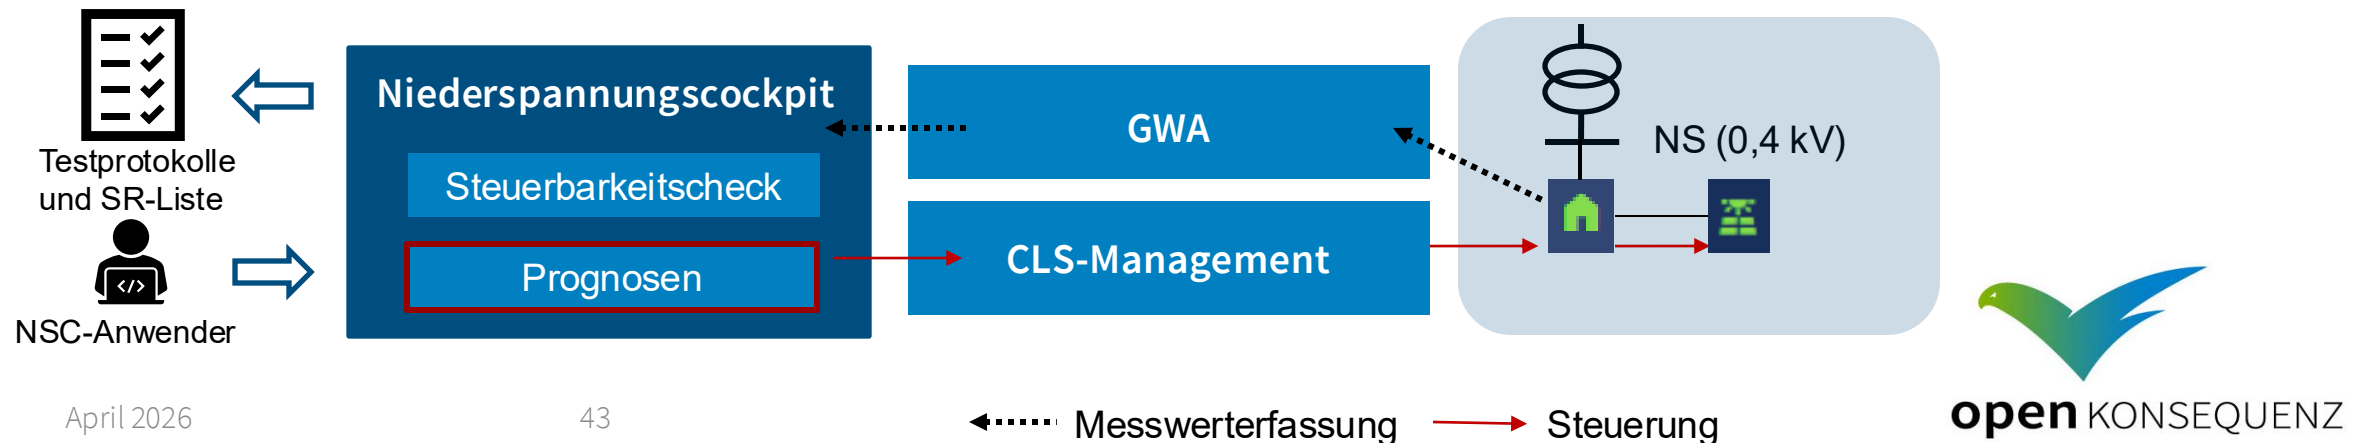 Testprotokolle
und SR-Liste
NSC-Anwender
Niederspannungscockpit
Steuerbarkeitscheck
Prognosen
GWA
CLS-Management
NS (0,4 kV)
</>
Messwerterfassung
Steuerung
April 2026
43
open KONSEQUENZ